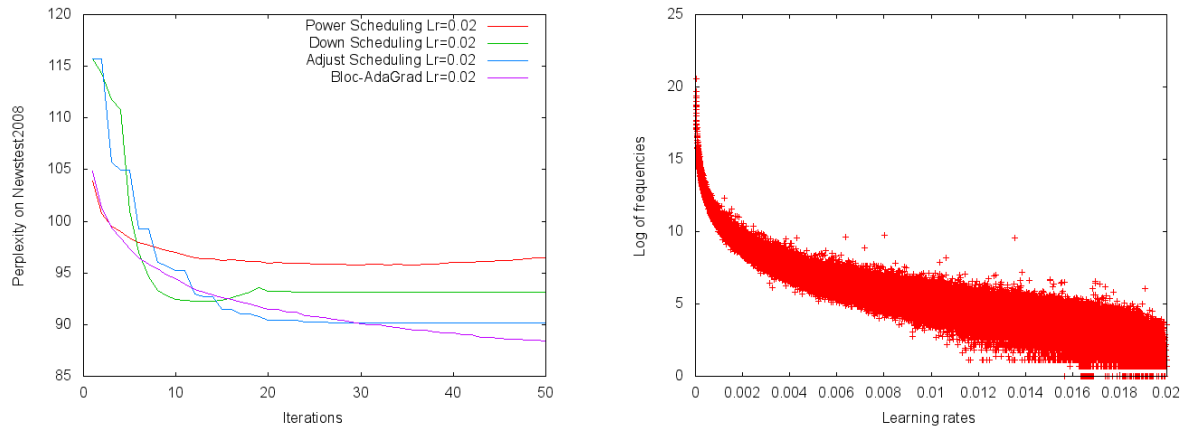 120
115
110
105
100
95
90
85
Perplexity on Newstest2008
Power Scheduling Lr=0.02
Down Scheduling Lr=0.02
Adjust Scheduling Lr=0.02
Bloc-AdaGrad Lr=0.02
0 10 20 30 40 50
Iterations
25
20
15
10
5
0
Log of frequencies
0 0.002 0.004 0.006 0.008 0.01 0.012 0.014 0.016 0.018 0.02
Learning rates